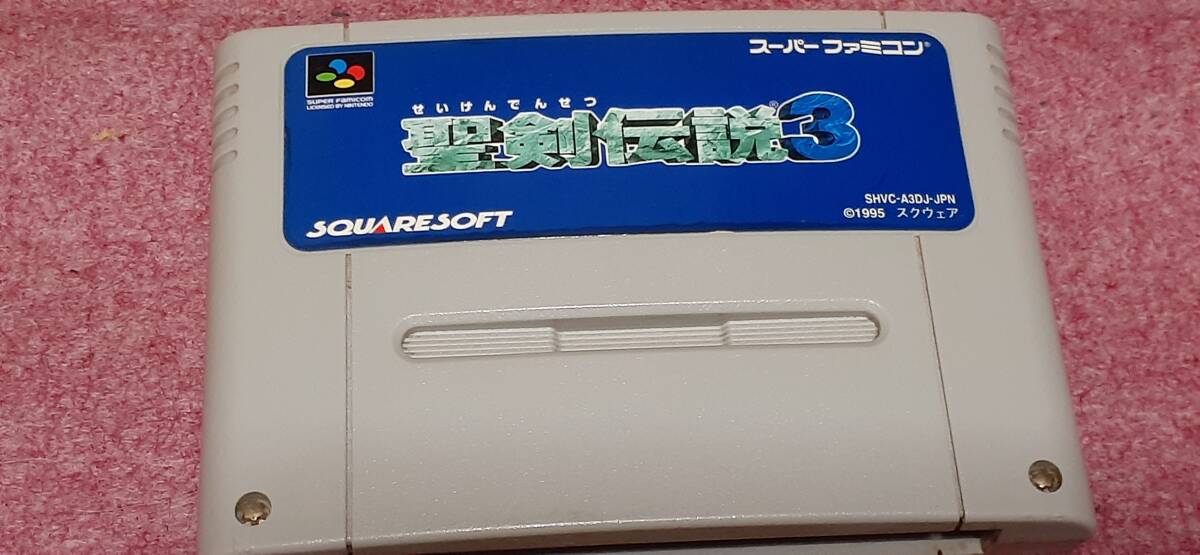 スーパーファミコン®
SUPER FAMICOM
LICENSED BY NINTENDO
せいけんでんせつ
聖剣伝説3
®
SHVC-A3DJ-JPN
©1995 スクウェア
SQUARESOFT